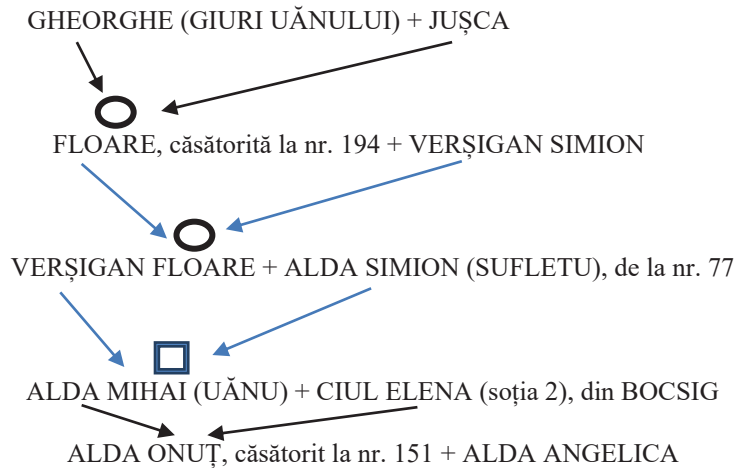 GHEORGHE (GIURI UĂNULUI) + JUȘCA
FLOARE, căsătorită la nr. 194 + VERȘIGAN SIMION
VERȘIGAN FLOARE + ALDA SIMION (SUFLETU), de la nr. 77
ALDA MIHAI (UĂNU) + CIUL ELENA (soția 2), din BOCSIG
ALDA ONUȚ, căsătorit la nr. 151 + ALDA ANGELICA